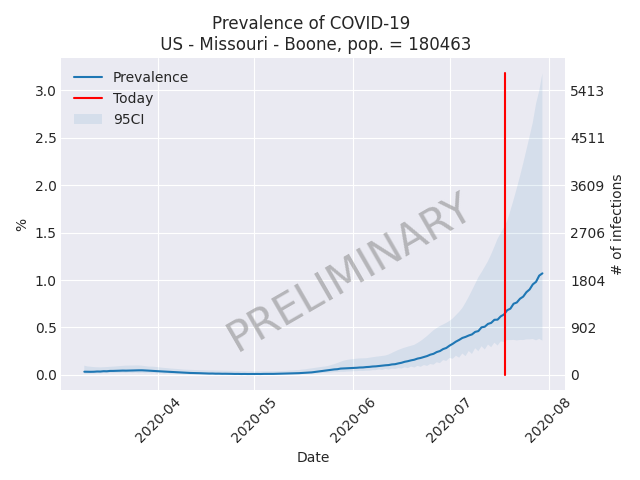 Prevalence of COVID-19
US - Missouri - Boone, pop. = 180463
Prevalence
Today
95CI
3.0
2.5
2.0
1.5
1.0
0.5
0.0
%
5413
4511
3609
2706
1804
902
0
# of infections
PRELIMINARY
2020-04
2020-05
2020-06
2020-07
2020-08
Date